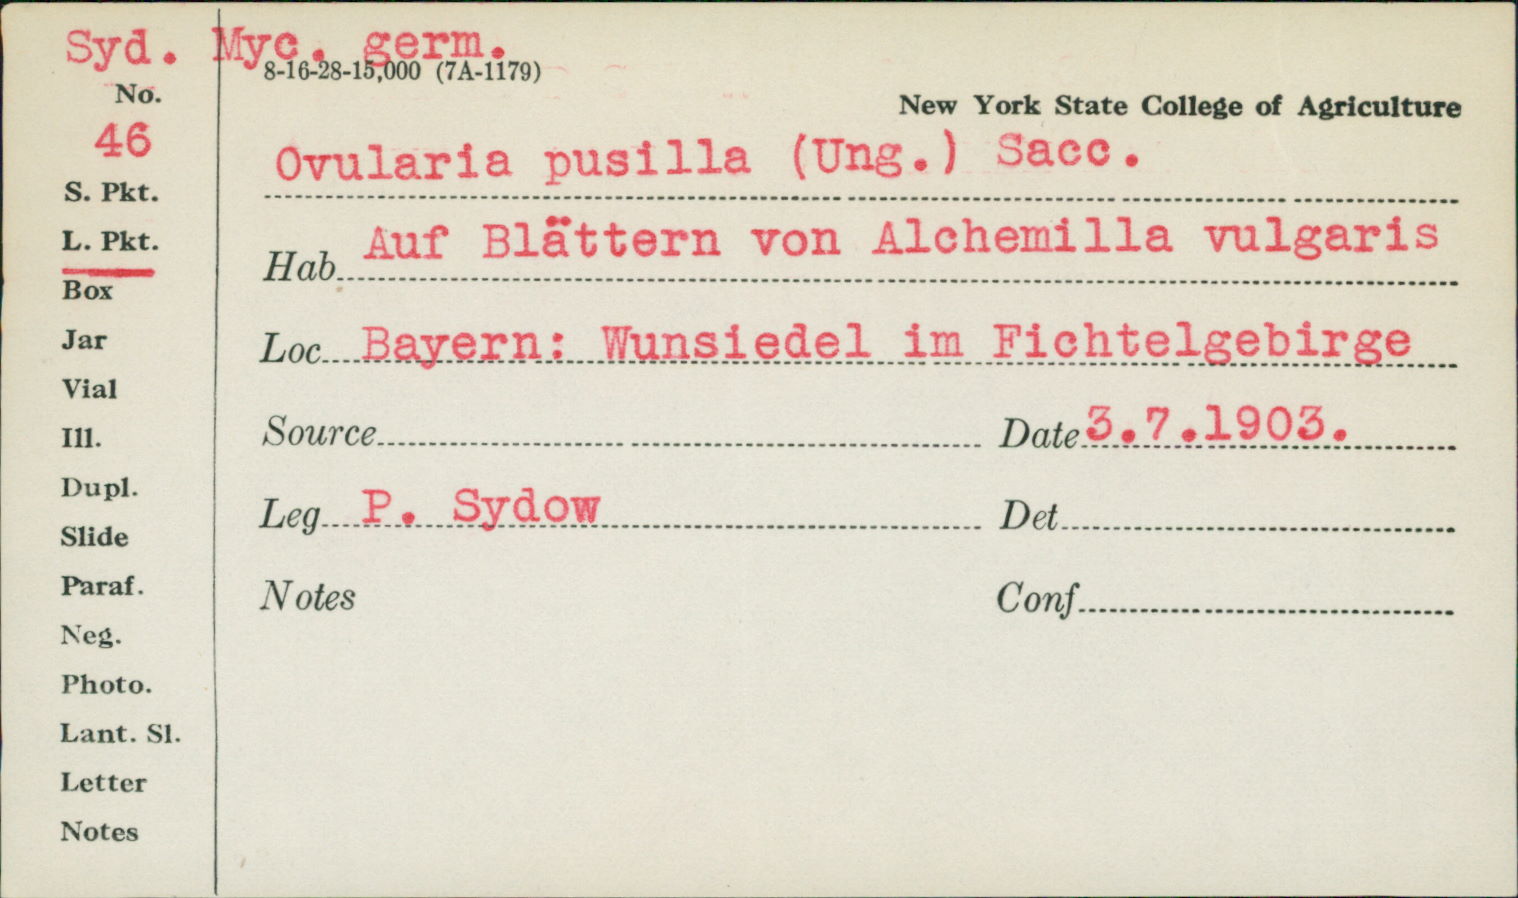 Syd. Myc. germ.
8-16-28-15,000 (7A-1179)
No.
New York State College of Agriculture
46
Ovularia pusilla (Ung.) Sacc.
S. Pkt.
L. Pkt.
Hab Auf Blättern von Alchemilla vulgaris
Box
Jar
Loc Bayern: Wunsiedel im Fichtelgebirge
Vial
Ill.
Source Date 3.7.1903.
Dupl.
Leg P. Sydow Det
Slide
Paraf.
Notes Conf
Neg.
Photo.
Lant. Sl.
Letter
Notes